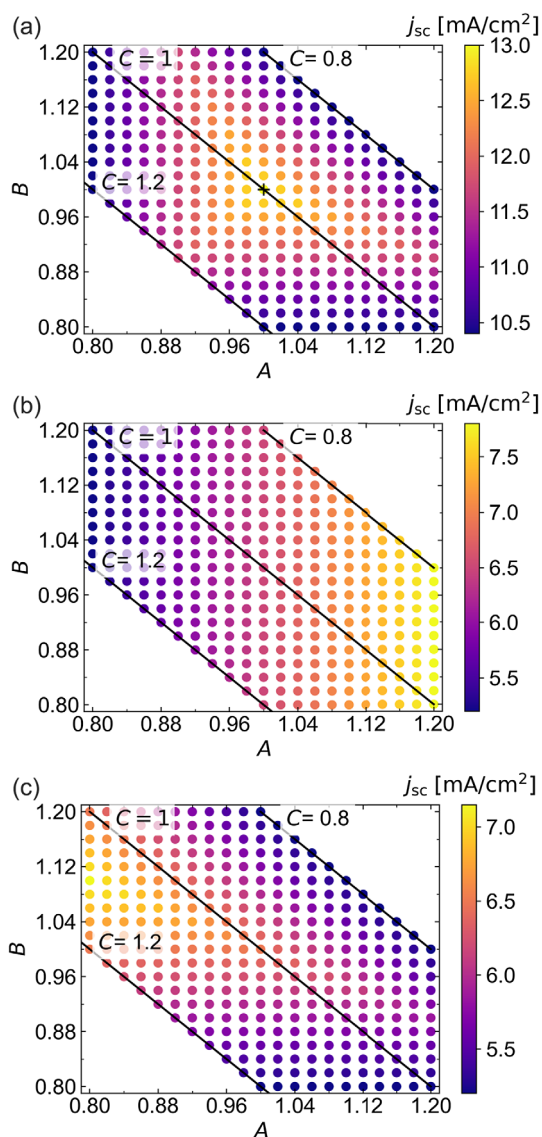 (a)
j_sc [mA/cm²]
1.20 C = 1 C = 0.8 13.0
12.5
1.12
12.0
1.04
B C = 1.2 11.5
0.96
11.0
0.88
10.5
0.80
0.80 0.88 0.96 1.04 1.12 1.20
A
(b)
j_sc [mA/cm²]
1.20 C = 1 C = 0.8
7.5
1.12
7.0
1.04
B C = 1.2 6.5
0.96
6.0
0.88
5.5
0.80
0.80 0.88 0.96 1.04 1.12 1.20
A
(c)
j_sc [mA/cm²]
1.20 C = 1 C = 0.8
7.0
1.12
6.5
1.04
B C = 1.2
0.96 6.0
0.88
5.5
0.80
0.80 0.88 0.96 1.04 1.12 1.20
A